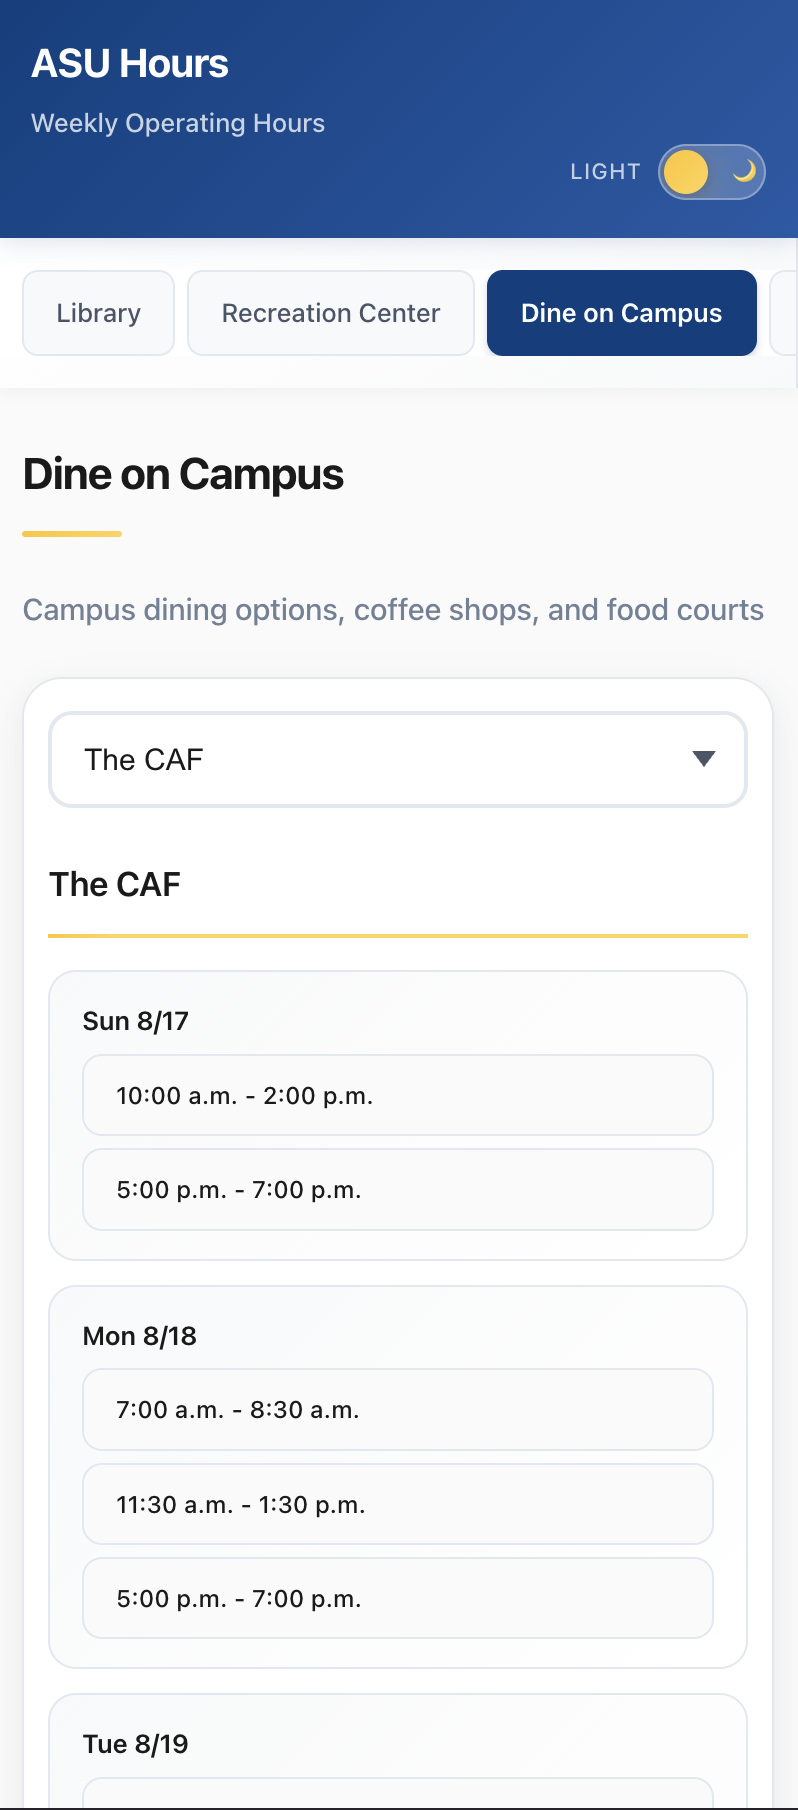 ASU Hours
Weekly Operating Hours
LIGHT
Library
Recreation Center
Dine on Campus
Dine on Campus
Campus dining options, coffee shops, and food courts
The CAF
The CAF
Sun 8/17
10:00 a.m. - 2:00 p.m.
5:00 p.m. - 7:00 p.m.
Mon 8/18
7:00 a.m. - 8:30 a.m.
11:30 a.m. - 1:30 p.m.
5:00 p.m. - 7:00 p.m.
Tue 8/19